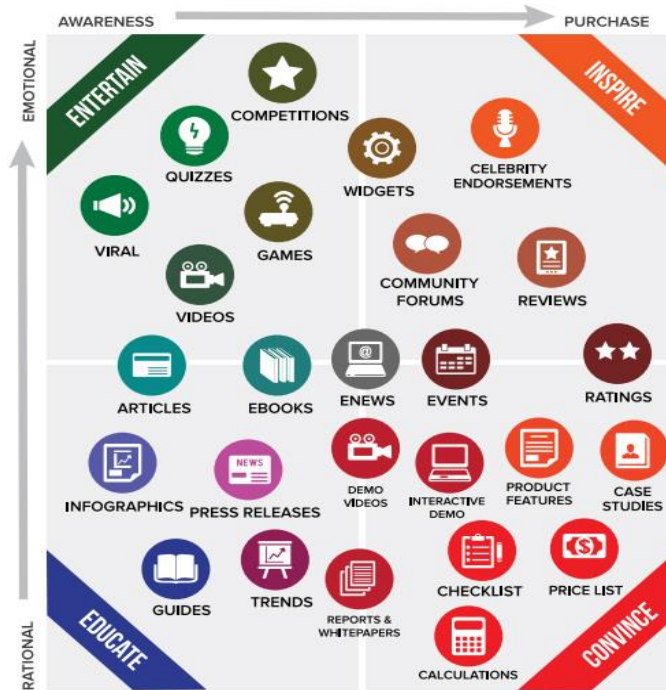 AWARENESS
PURCHASE
EMOTIONAL
RATIONAL
ENTERTAIN
INSPIRE
COMPETITIONS
QUIZZES
WIDGETS
CELEBRITY
ENDORSEMENTS
VIRAL
GAMES
COMMUNITY
FORUMS
REVIEWS
VIDEOS
@
ARTICLES
EBOOKS
ENEWS
EVENTS
RATINGS
NEWS
INFOGRAPHICS
PRESS RELEASES
DEMO
VIDEOS
INTERACTIVE
DEMO
PRODUCT
FEATURES
CASE
STUDIES
$
GUIDES
TRENDS
REPORTS &
WHITEPAPERS
CHECKLIST
PRICE LIST
CALCULATIONS
EDUCATE
CONVINCE